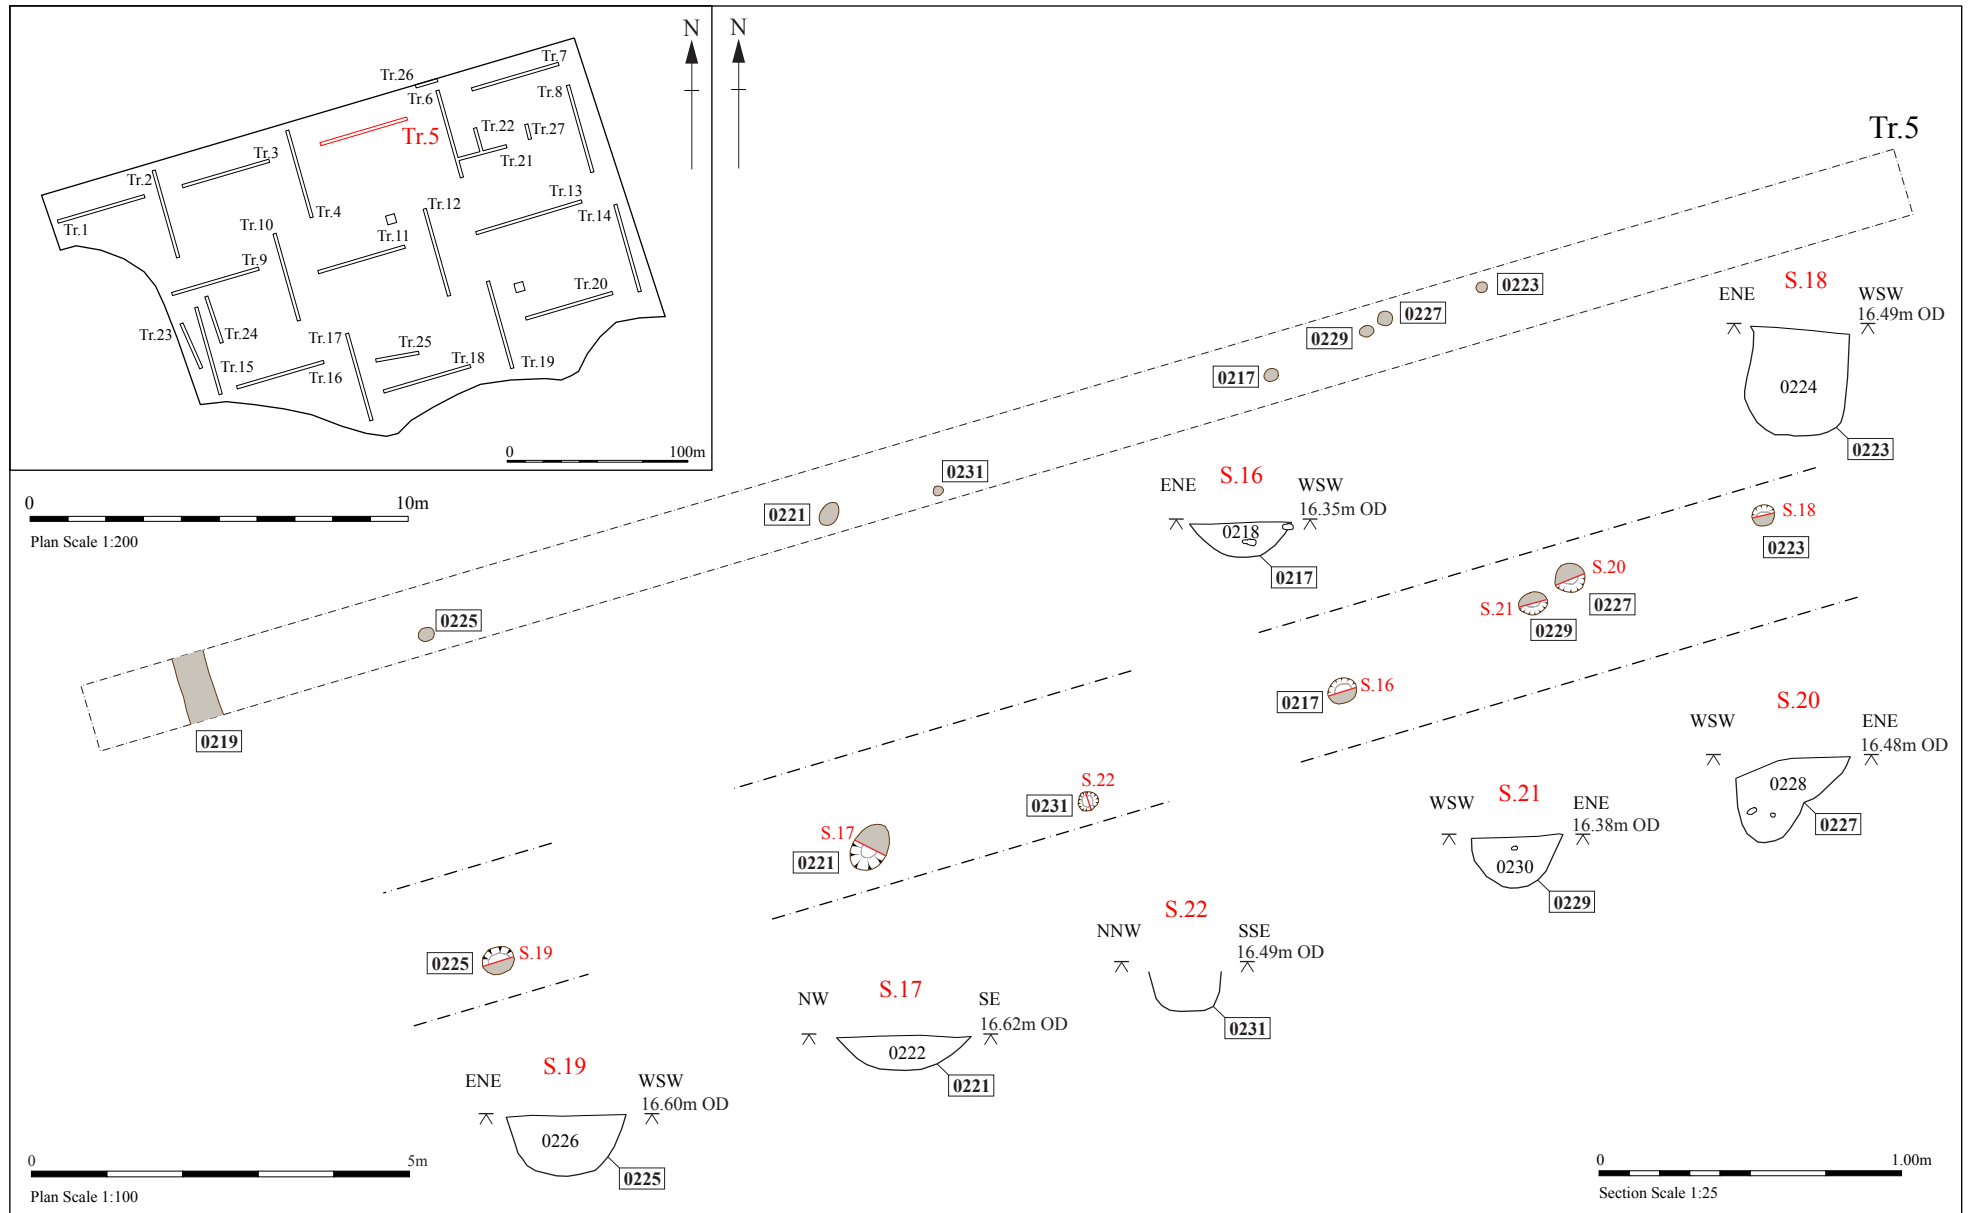 N
N
Tr.26
Tr.7
Tr.6
Tr.8
Tr.5
Tr.22
Tr.27
Tr.21
Tr.3
Tr.2
Tr.4
Tr.1
Tr.13
Tr.12
Tr.14
Tr.10
Tr.11
Tr.9
Tr.20
Tr.24
Tr.23
Tr.17
Tr.25
Tr.18
Tr.15
Tr.16
Tr.19
0 100m
Tr.5
0 10m
Plan Scale 1:200
0223
0227
0229
0217
0231
0221
0225
0219
S.18
ENE WSW
16.49m OD
0224
0223
S.16
ENE WSW
16.35m OD
0218
0217
S.18
0223
S.20
0227
S.21
0229
S.16
0217
S.22
0231
S.17
0221
S.19
0225
S.20
WSW ENE
16.48m OD
0228
0227
S.21
WSW ENE
16.38m OD
0230
0229
S.22
NNW SSE
16.49m OD
0231
S.17
NW SE
16.62m OD
0222
0221
S.19
ENE WSW
16.60m OD
0226
0225
0 5m
Plan Scale 1:100
0 1.00m
Section Scale 1:25